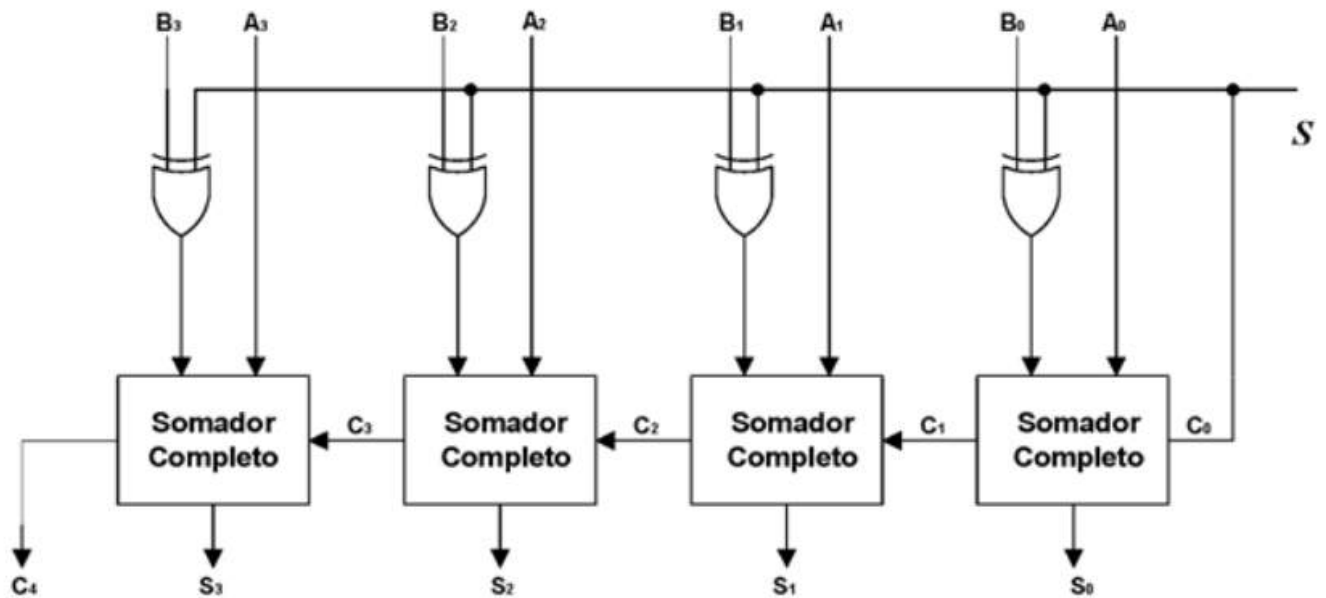 B₃ A₃ B₂ A₂ B₁ A₁ B₀ A₀
S
Somador Completo
C₃
Somador Completo
C₂
Somador Completo
C₁
Somador Completo
C₀
C₄ S₃ S₂ S₁ S₀